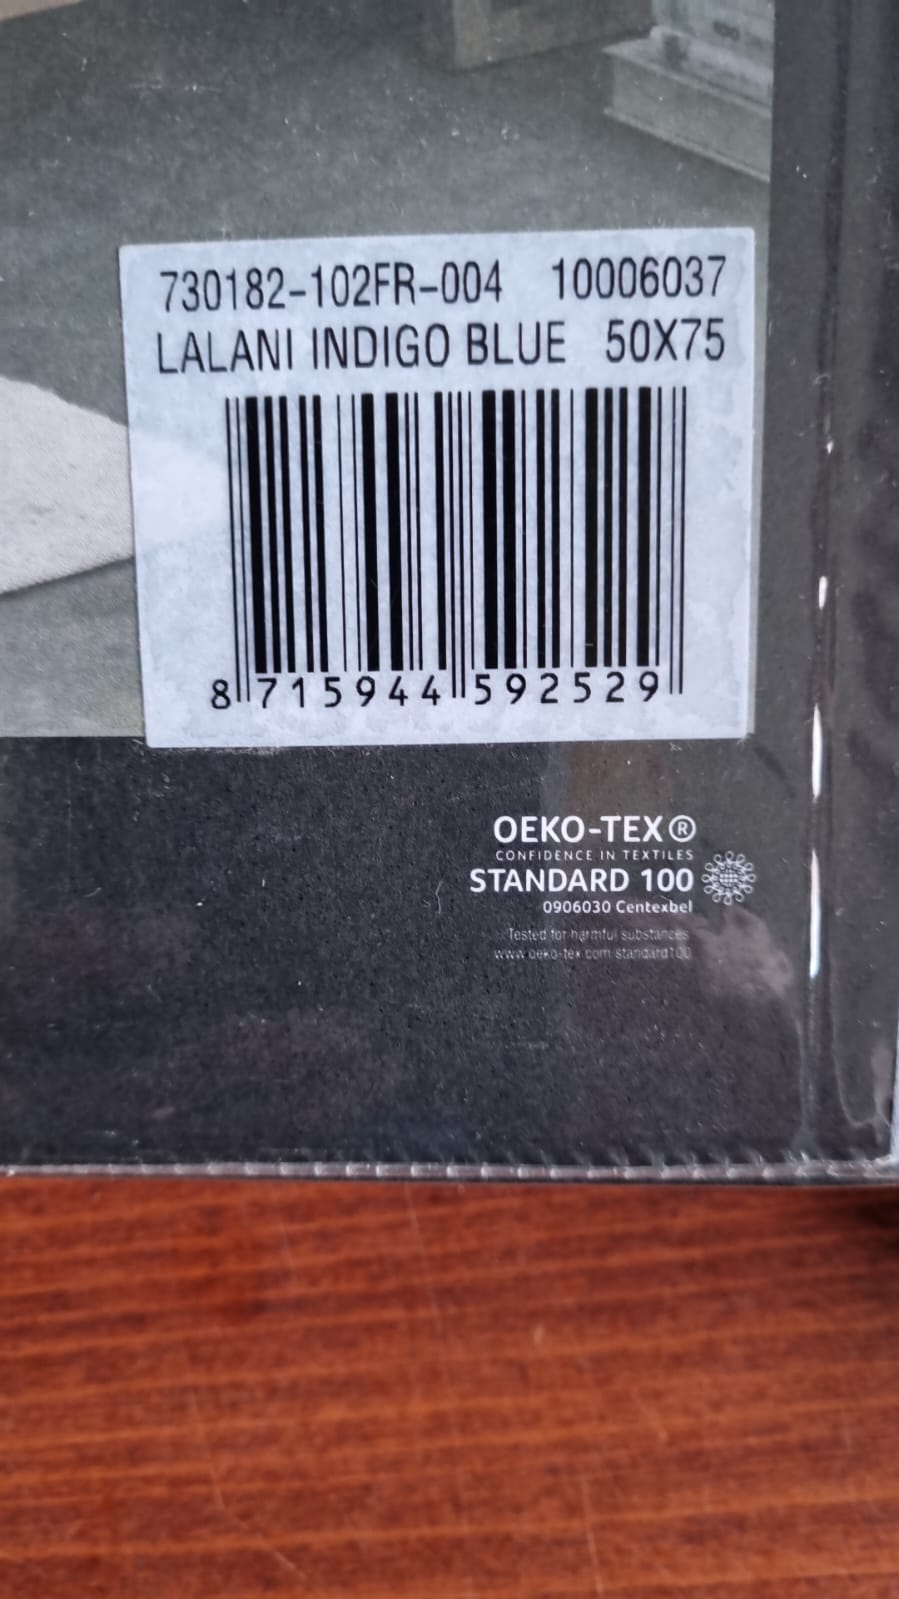 730182-102FR-004 10006037
LALANI INDIGO BLUE 50X75
8 715944 592529
OEKO-TEX®
CONFIDENCE IN TEXTILES
STANDARD 100
0906030 Centexbel
Tested for harmful substances
www.oeko-tex.com/standard100